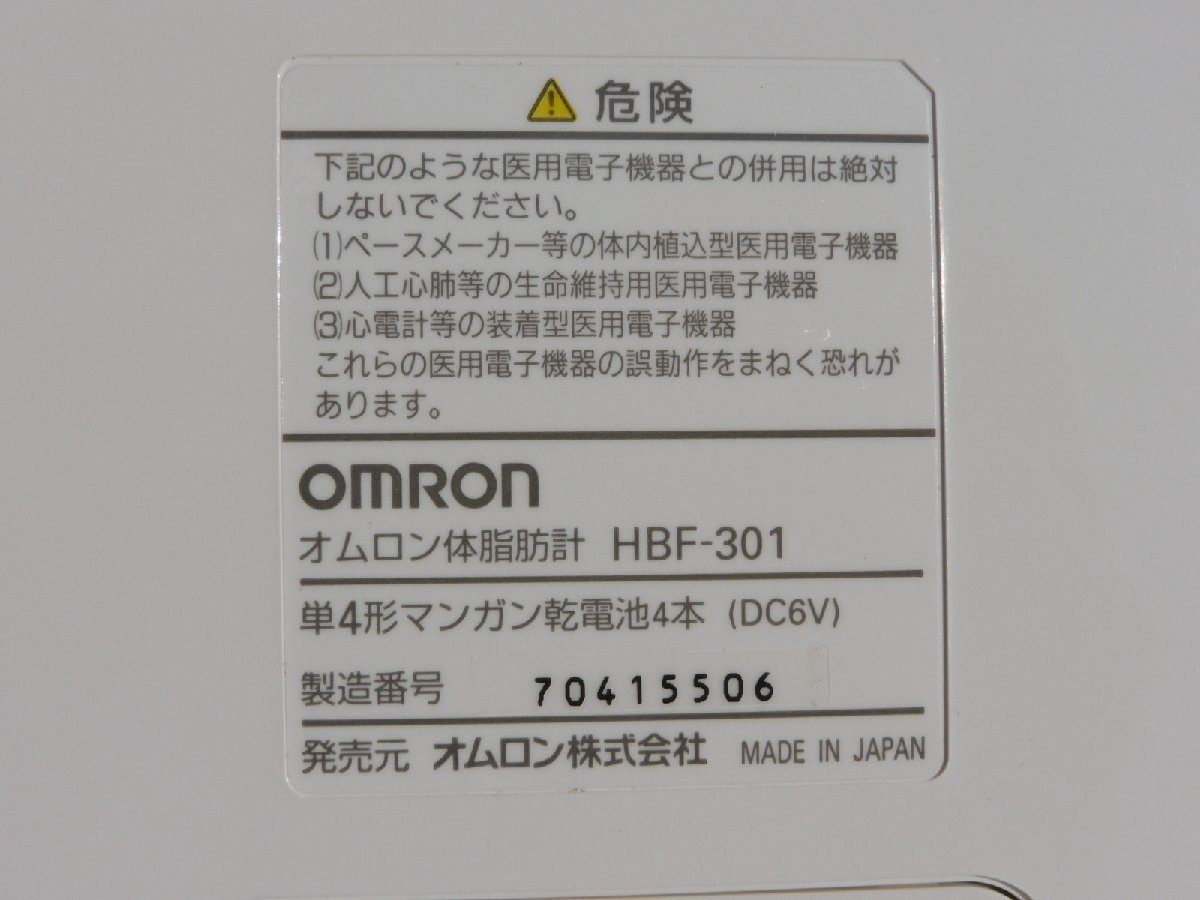 危険
下記のような医用電子機器との併用は絶対
しないでください。
⑴ペースメーカー等の体内植込型医用電子機器
⑵人工心肺等の生命維持用医用電子機器
⑶心電計等の装着型医用電子機器
これらの医用電子機器の誤動作をまねく恐れが
あります。
OMRON
オムロン体脂肪計 HBF-301
単4形マンガン乾電池4本 (DC6V)
製造番号 70415506
発売元 オムロン株式会社 MADE IN JAPAN